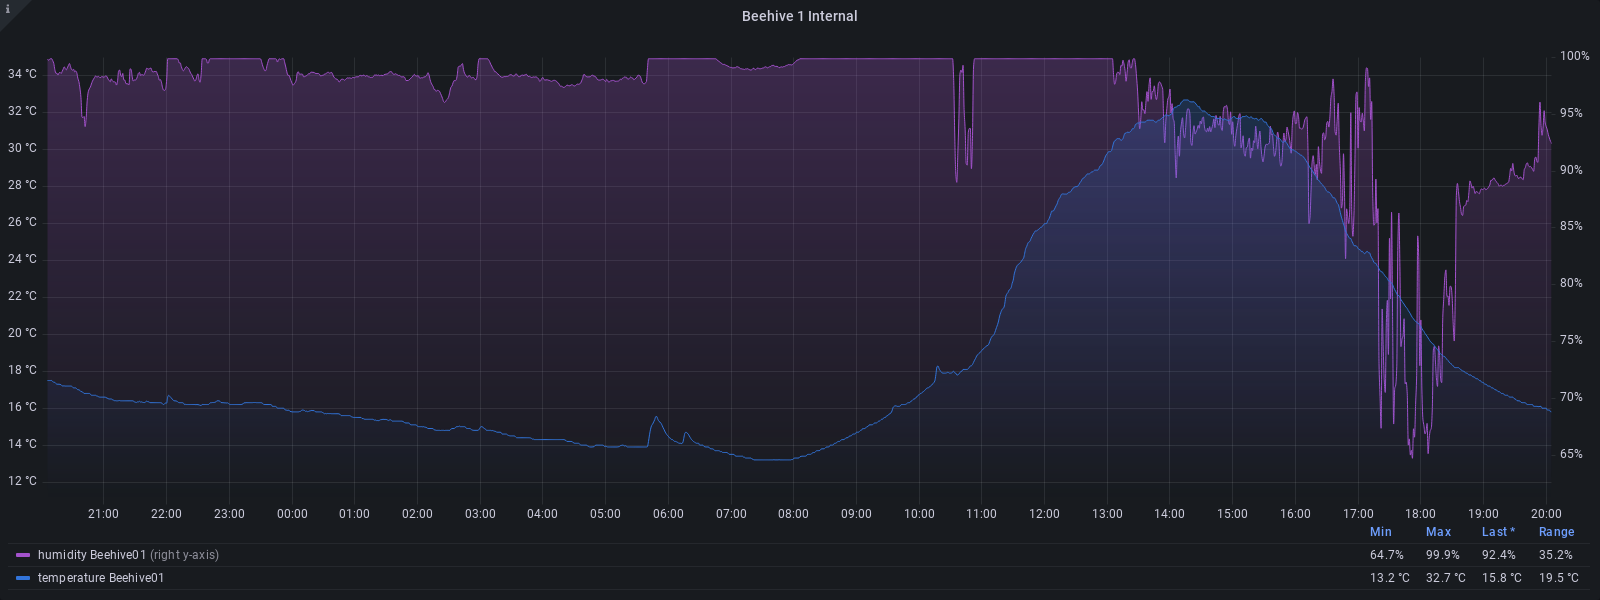 i
Beehive 1 Internal
34 °C
32 °C
30 °C
28 °C
26 °C
24 °C
22 °C
20 °C
18 °C
16 °C
14 °C
12 °C
100%
95%
90%
85%
80%
75%
70%
65%
21:00 22:00 23:00 00:00 01:00 02:00 03:00 04:00 05:00 06:00 07:00 08:00 09:00 10:00 11:00 12:00 13:00 14:00 15:00 16:00 17:00 18:00 19:00 20:00
Min Max Last * Range
humidity Beehive01 (right y-axis) 64.7% 99.9% 92.4% 35.2%
temperature Beehive01 13.2 °C 32.7 °C 15.8 °C 19.5 °C